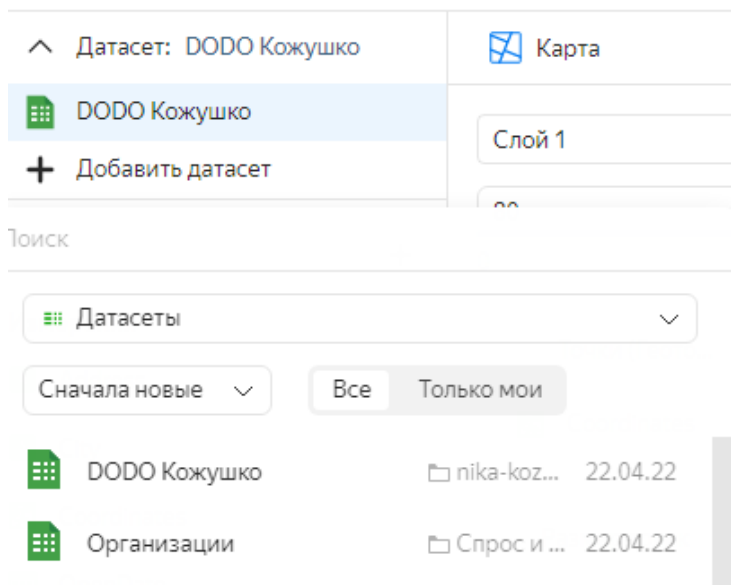 Датасет: DODO Кожушко
Карта
DODO Кожушко
Слой 1
Добавить датасет
Поиск
Датасеты
Сначала новые
Все
Только мои
DODO Кожушко
nika-koz...
22.04.22
Организации
Спрос и ...
22.04.22